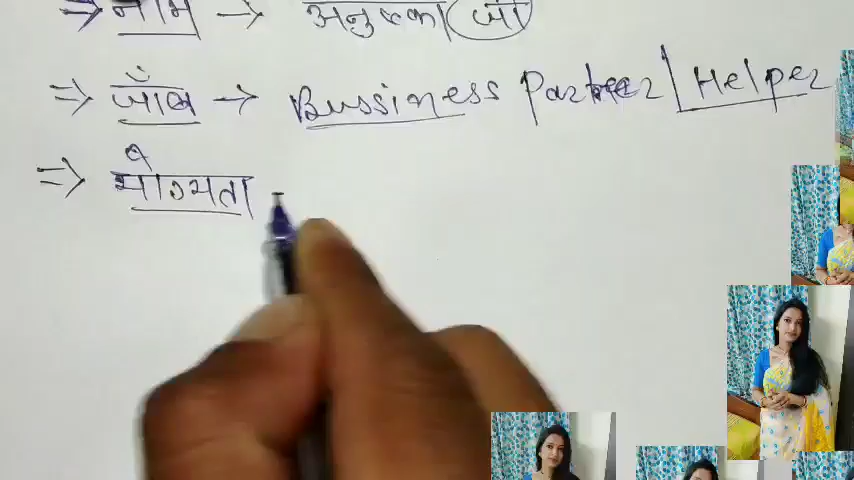 ⇒ नाम → अनुष्का (जी)
⇒ जॉब → Bussiness Partner | Helper
⇒ योग्यता